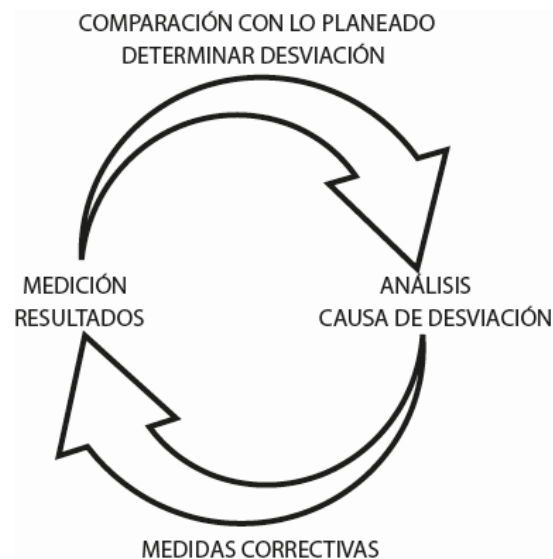 COMPARACIÓN CON LO PLANEADO
DETERMINAR DESVIACIÓN
MEDICIÓN
RESULTADOS
ANÁLISIS
CAUSA DE DESVIACIÓN
MEDIDAS CORRECTIVAS